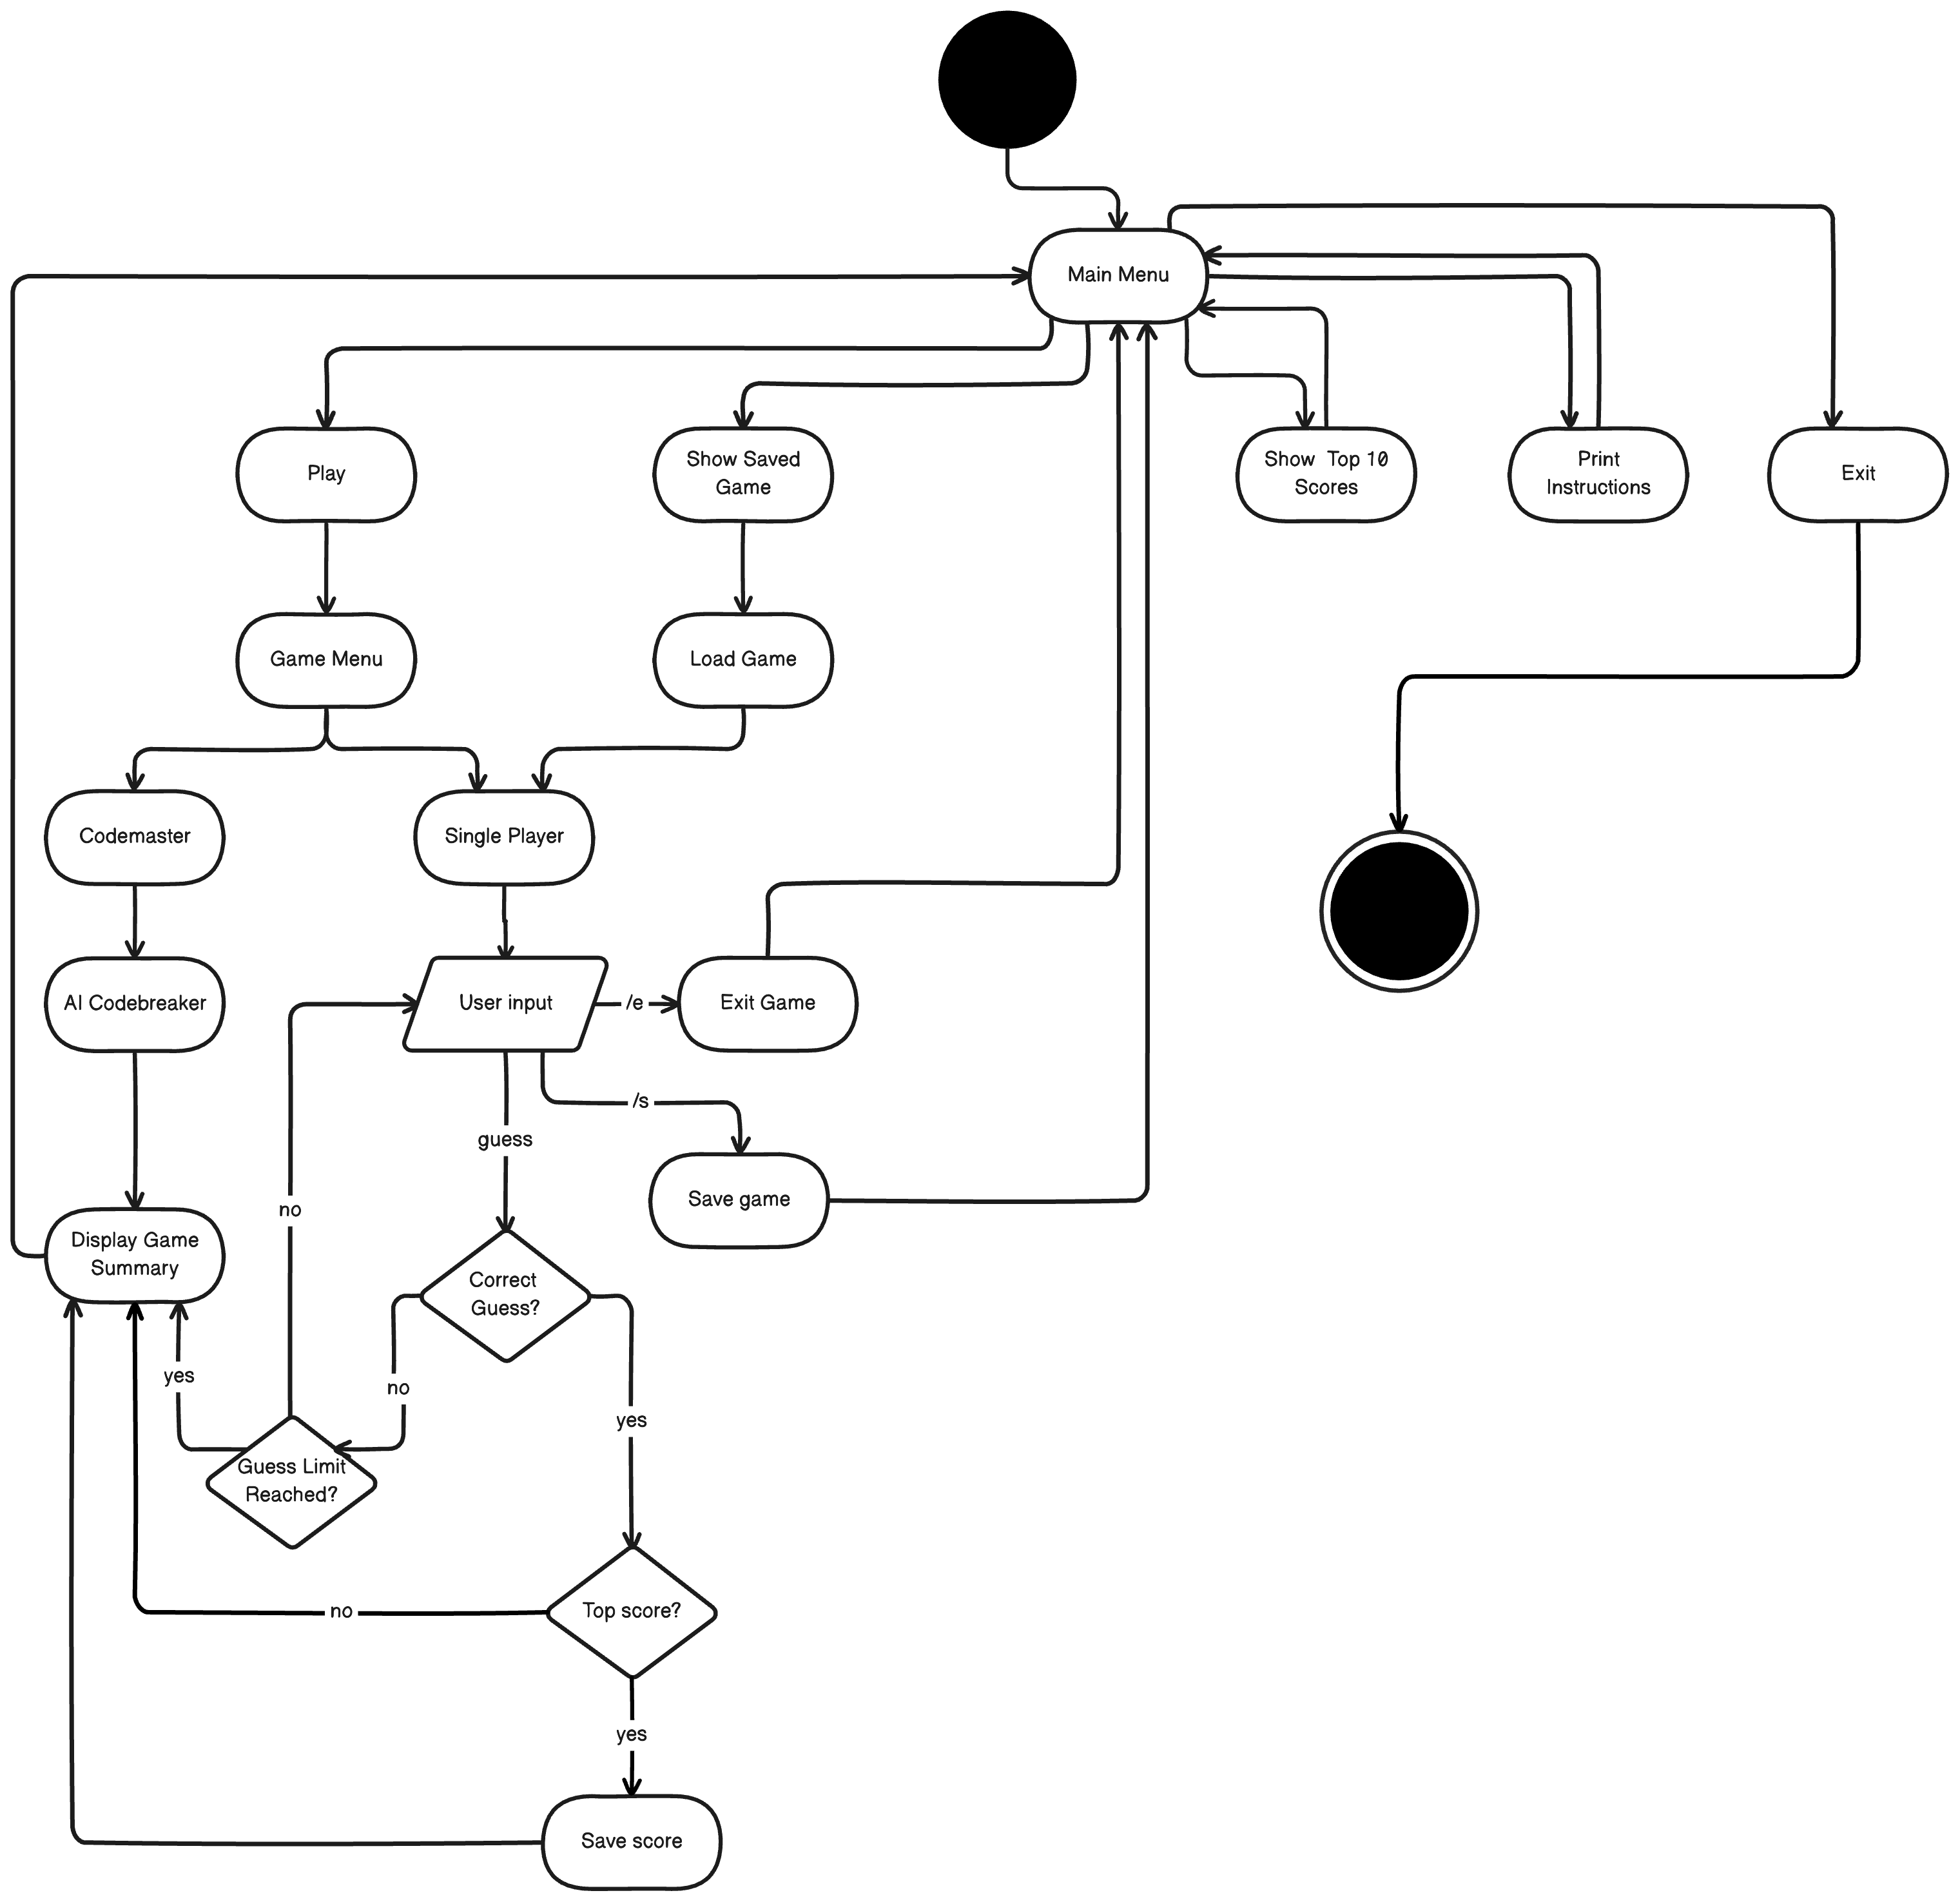 Main Menu
Play
Show Saved
Game
Show Top 10
Scores
Print
Instructions
Exit
Game Menu
Load Game
Codemaster
Single Player
AI Codebreaker
User input
/e
Exit Game
/s
guess
Save game
no
Display Game
Summary
Correct
Guess?
yes
no
yes
Guess Limit
Reached?
no
Top score?
yes
Save score